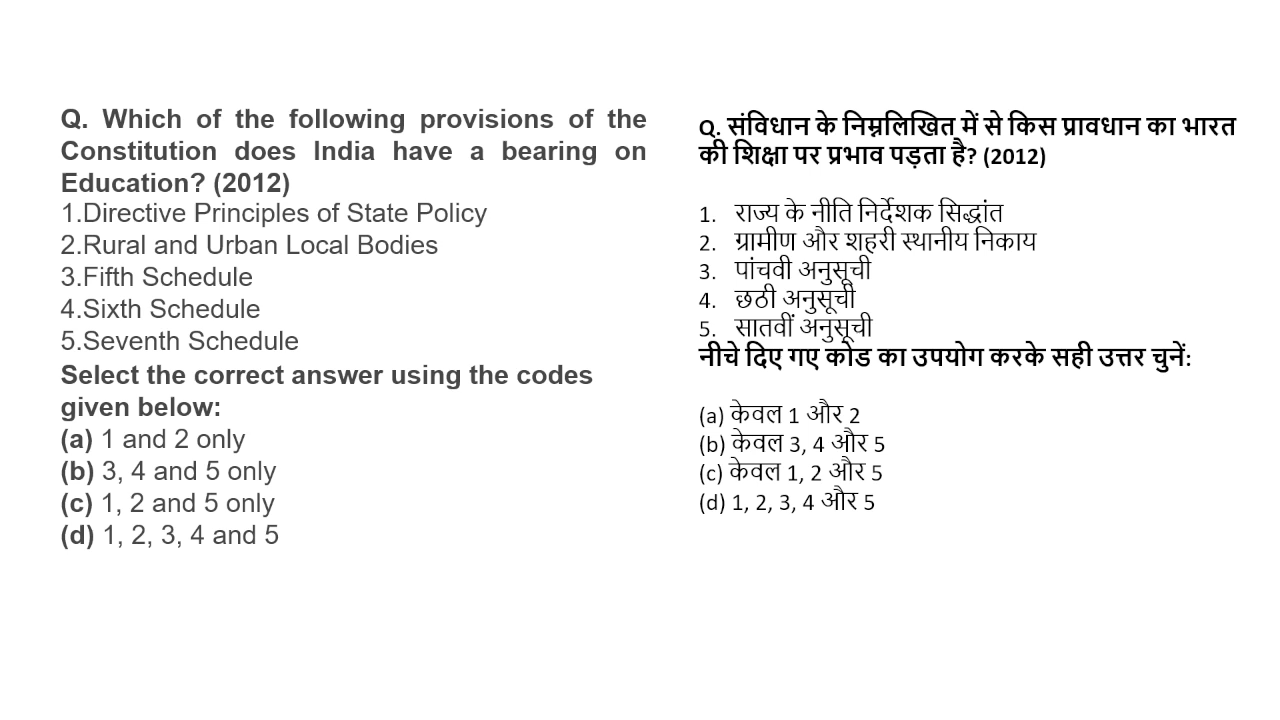 Q. Which of the following provisions of the
Constitution does India have a bearing on
Education? (2012)
1.Directive Principles of State Policy
2.Rural and Urban Local Bodies
3.Fifth Schedule
4.Sixth Schedule
5.Seventh Schedule
Select the correct answer using the codes
given below:
(a) 1 and 2 only
(b) 3, 4 and 5 only
(c) 1, 2 and 5 only
(d) 1, 2, 3, 4 and 5
Q. संविधान के निम्नलिखित में से किस प्रावधान का भारत
की शिक्षा पर प्रभाव पड़ता है? (2012)
1. राज्य के नीति निर्देशक सिद्धांत
2. ग्रामीण और शहरी स्थानीय निकाय
3. पांचवी अनुसूची
4. छठी अनुसूची
5. सातवीं अनुसूची
नीचे दिए गए कोड का उपयोग करके सही उत्तर चुनें:
(a) केवल 1 और 2
(b) केवल 3, 4 और 5
(c) केवल 1, 2 और 5
(d) 1, 2, 3, 4 और 5